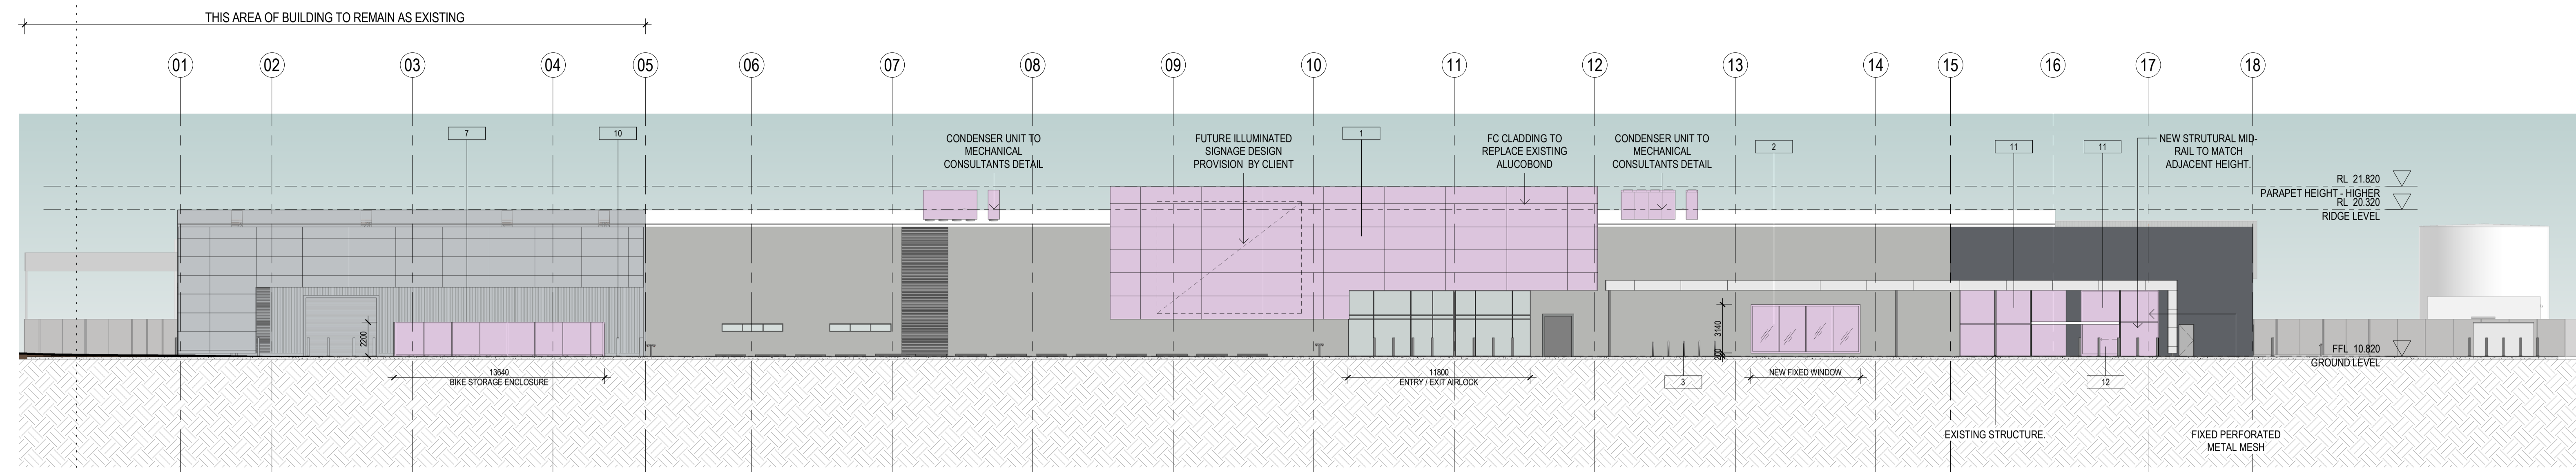 THIS AREA OF BUILDING TO REMAIN AS EXISTING
01
02
03
04
05
06
07
08
09
10
11
12
13
14
15
16
17
18
7
10
CONDENSER UNIT TO
MECHANICAL
CONSULTANTS DETAIL
FUTURE ILLUMINATED
SIGNAGE DESIGN
PROVISION BY CLIENT
1
FC CLADDING TO
REPLACE EXISTING
ALUCOBOND
CONDENSER UNIT TO
MECHANICAL
CONSULTANTS DETAIL
2
11
11
NEW STRUTURAL MID-
RAIL TO MATCH
ADJACENT HEIGHT.
RL 21.820
PARAPET HEIGHT - HIGHER
RL 20.320
RIDGE LEVEL
2200
3140
200
FFL 10.820
GROUND LEVEL
13640
BIKE STORAGE ENCLOSURE
11800
ENTRY / EXIT AIRLOCK
3
NEW FIXED WINDOW
12
EXISTING STRUCTURE.
FIXED PERFORATED
METAL MESH